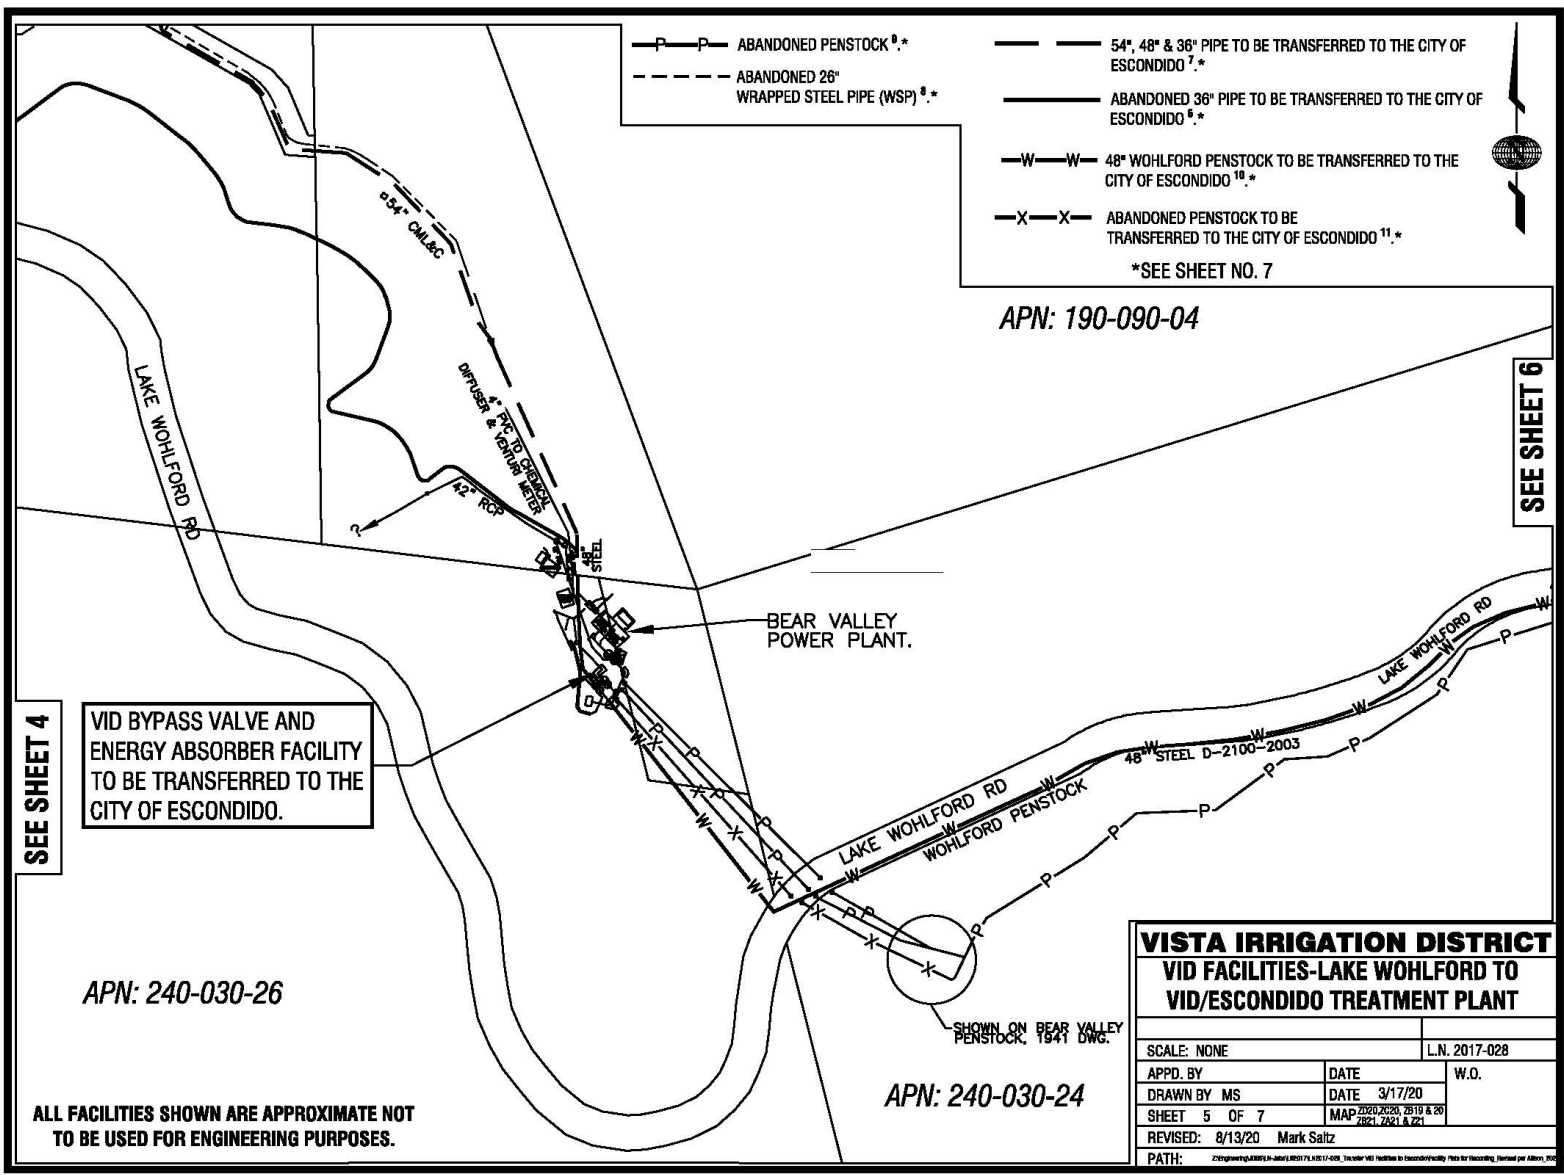 P P ABANDONED PENSTOCK 9.*
ABANDONED 26"
WRAPPED STEEL PIPE (WSP) 8.*
54", 48" & 36" PIPE TO BE TRANSFERRED TO THE CITY OF
ESCONDIDO 7.*
ABANDONED 36" PIPE TO BE TRANSFERRED TO THE CITY OF
ESCONDIDO 6.*
W W 48" WOHLFORD PENSTOCK TO BE TRANSFERRED TO THE
CITY OF ESCONDIDO 10.*
X X ABANDONED PENSTOCK TO BE
TRANSFERRED TO THE CITY OF ESCONDIDO 11.*
*SEE SHEET NO. 7
APN: 190-090-04
54" CML&C
LAKE WOHLFORD RD
4" PVC TO CHEMICAL
DIFFUSER & VENTURI METER
42" RCP
?
48"
STEEL
SEE SHEET 6
BEAR VALLEY
POWER PLANT.
SEE SHEET 4
VID BYPASS VALVE AND
ENERGY ABSORBER FACILITY
TO BE TRANSFERRED TO THE
CITY OF ESCONDIDO.
LAKE WOHLFORD RD
48" STEEL D-2100-2003
LAKE WOHLFORD RD
WOHLFORD PENSTOCK
APN: 240-030-26
SHOWN ON BEAR VALLEY
PENSTOCK, 1941 DWG.
APN: 240-030-24
ALL FACILITIES SHOWN ARE APPROXIMATE NOT
TO BE USED FOR ENGINEERING PURPOSES.
VISTA IRRIGATION DISTRICT
VID FACILITIES-LAKE WOHLFORD TO
VID/ESCONDIDO TREATMENT PLANT
SCALE: NONE L.N. 2017-028
APPD. BY DATE W.O.
DRAWN BY MS DATE 3/17/20
SHEET 5 OF 7 MAP ZD20,ZC20, ZB19 & 20
ZB21, ZA21 & Z21
REVISED: 8/13/20 Mark Saltz
PATH: